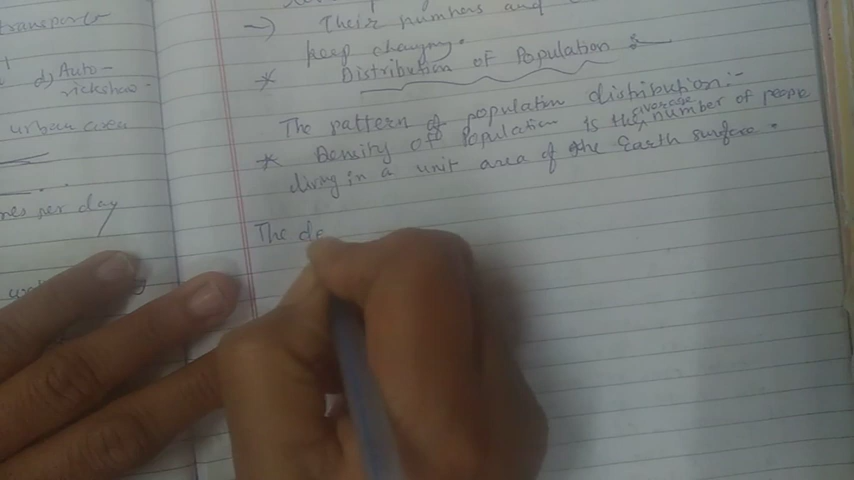 transporte
d) Auto-
rickshaw.
urban area
mes per day
→ Their numbers and
keep changing.
* Distribution of Population :-
The pattern of population distribution:-
* Density of Population is the average number of people
living in a unit area of the Earth surface.
The de